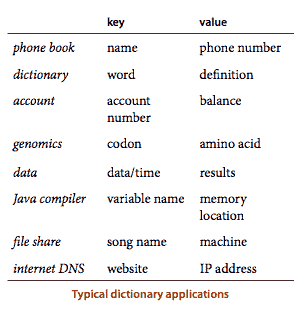 key value
phone book name phone number
dictionary word definition
account account number balance
genomics codon amino acid
data data/time results
Java compiler variable name memory location
file share song name machine
internet DNS website IP address
Typical dictionary applications